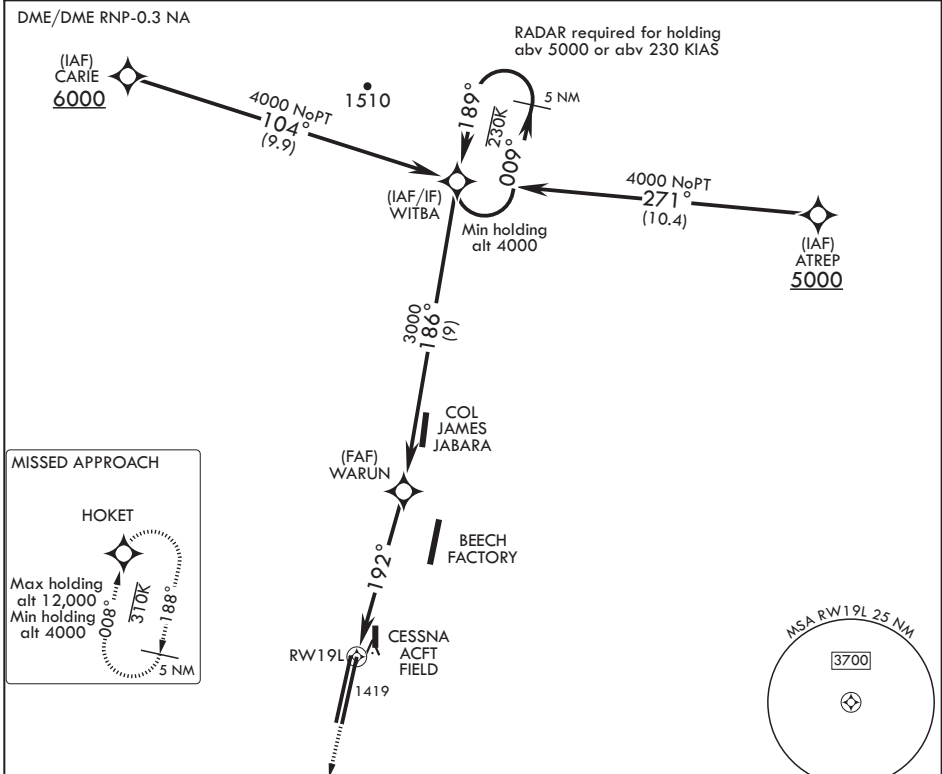 DME/DME RNP-0.3 NA
RADAR required for holding
abv 5000 or abv 230 KIAS
(IAF)
CARIE
6000
1510
4000 NoPT
104°
(9.9)
189°
230K
009°
5 NM
4000 NoPT
271°
(10.4)
(IAF/IF)
WITBA
Min holding
alt 4000
(IAF)
ATREP
5000
3000
186°
(9)
COL
JAMES
JABARA
(FAF)
WARUN
BEECH
FACTORY
192°
CESSNA
ACFT
FIELD
RW19L
1419
MISSED APPROACH
HOKET
Max holding
alt 12,000
Min holding
alt 4000
008°
310K
188°
5 NM
MSA RW19L 25 NM
3700